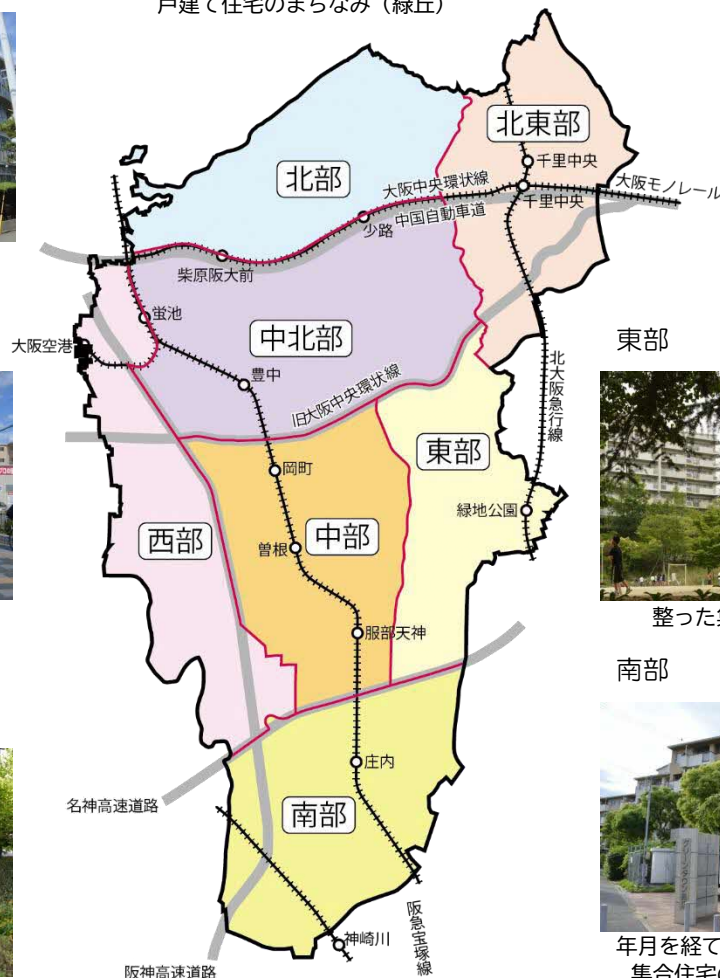 戸建て住宅のまちなみ（緑丘）
北東部
千里中央
北部
大阪中央環状線
大阪モノレール
千里中央
中国自動車道
少路
柴原阪大前
蛍池
大阪空港
中北部
東部
豊中
北大阪急行線
旧大阪中央環状線
東部
岡町
緑地公園
西部
中部
曽根
整った
服部天神
南部
庄内
名神高速道路
南部
神崎川
阪急宝塚線
年月を経て
集合住宅
阪神高速道路